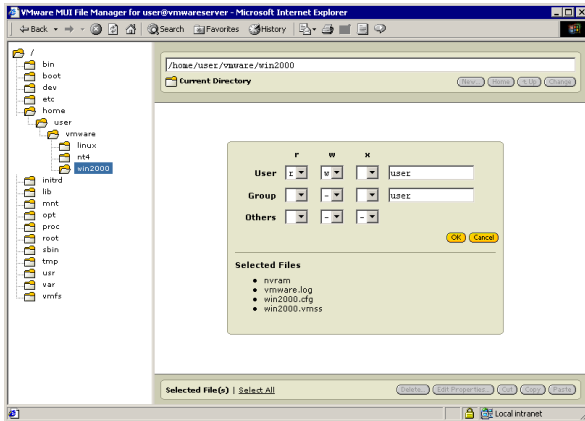 VMware MUI File Manager for user@vmwareserver - Microsoft Internet Explorer
Back
Search Favorites History
/
bin
boot
dev
etc
home
user
vmware
linux
nt4
win2000
initrd
lib
mnt
opt
proc
root
sbin
tmp
usr
var
vmfs
/home/user/vmware/win2000
Current Directory
New... Home ↑ Up Change
r w x
User r w user
Group - user
Others - -
OK Cancel
Selected Files
nvram
vmware.log
win2000.cfg
win2000.vmss
Selected File(s) | Select All
Delete... Edit Properties... Cut Copy Paste
Local intranet